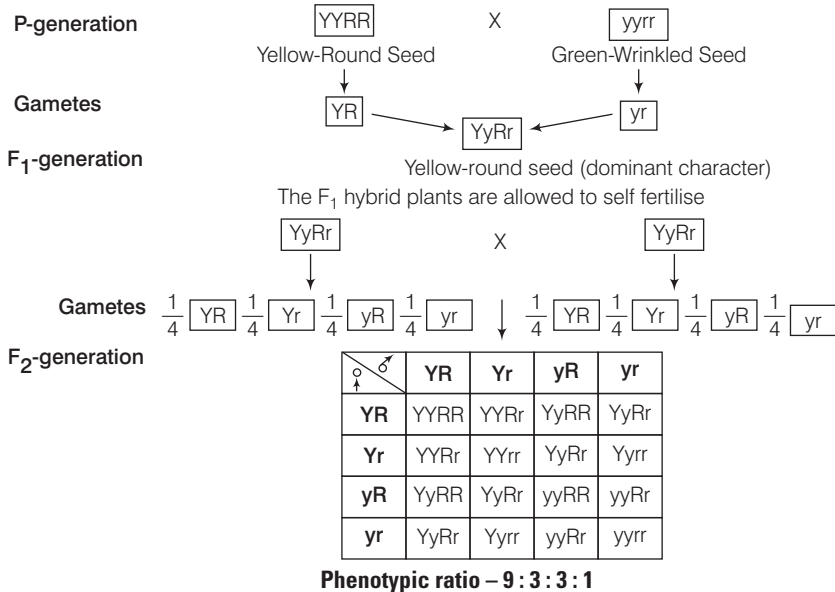 P-generation YYRR X yyrr
Yellow-Round Seed Green-Wrinkled Seed
Gametes YR yr
YyRr
F1-generation
Yellow-round seed (dominant character)
The F1 hybrid plants are allowed to self fertilise
YyRr X YyRr
Gametes 1/4 YR 1/4 Yr 1/4 yR 1/4 yr 1/4 YR 1/4 Yr 1/4 yR 1/4 yr
F2-generation
YR Yr yR yr
YR YYRR YYRr YyRR YyRr
Yr YYRr YYrr YyRr Yyrr
yR YyRR YyRr yyRR yyRr
yr YyRr Yyrr yyRr yyrr
Phenotypic ratio – 9 : 3 : 3 : 1